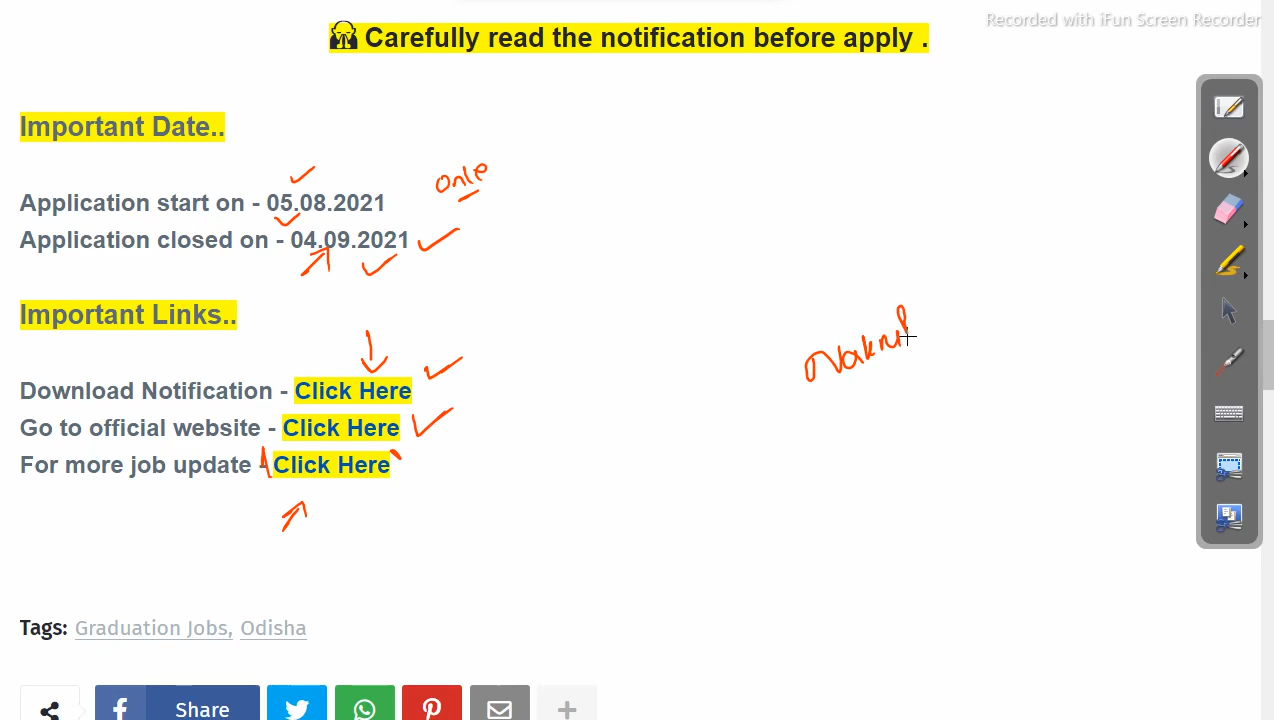 Recorded with iFun Screen Recorder
Carefully read the notification before apply .
Important Date..
Application start on - 05.08.2021
Application closed on - 04.09.2021
Important Links..
Download Notification - Click Here
Go to official website - Click Here
For more job update - Click Here
Tags: Graduation Jobs, Odisha
Share